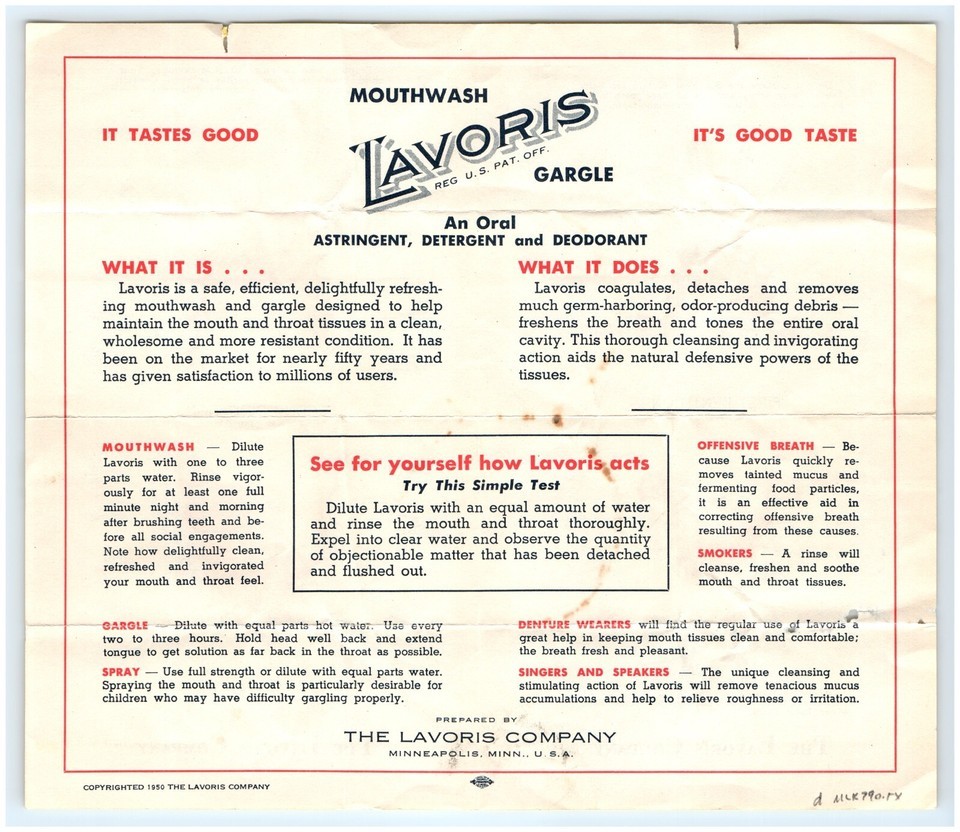 MOUTHWASH
IT TASTES GOOD
LAVORIS
IT'S GOOD TASTE
REG U.S. PAT. OFF.
GARGLE
An Oral
ASTRINGENT, DETERGENT and DEODORANT
WHAT IT IS . . .
Lavoris is a safe, efficient, delightfully refresh-
ing mouthwash and gargle designed to help
maintain the mouth and throat tissues in a clean,
wholesome and more resistant condition. It has
been on the market for nearly fifty years and
has given satisfaction to millions of users.
WHAT IT DOES . . .
Lavoris coagulates, detaches and removes
much germ-harboring, odor-producing debris —
freshens the breath and tones the entire oral
cavity. This thorough cleansing and invigorating
action aids the natural defensive powers of the
tissues.
MOUTHWASH — Dilute
Lavoris with one to three
parts water. Rinse vigor-
ously for at least one full
minute night and morning
after brushing teeth and be-
fore all social engagements.
Note how delightfully clean,
refreshed and invigorated
your mouth and throat feel.
See for yourself how Lavoris acts
Try This Simple Test
Dilute Lavoris with an equal amount of water
and rinse the mouth and throat thoroughly.
Expel into clear water and observe the quantity
of objectionable matter that has been detached
and flushed out.
OFFENSIVE BREATH — Be-
cause Lavoris quickly re-
moves tainted mucus and
fermenting food particles,
it is an effective aid in
correcting offensive breath
resulting from these causes.
SMOKERS — A rinse will
cleanse, freshen and soothe
mouth and throat tissues.
GARGLE — Dilute with equal parts hot water. Use every
two to three hours. Hold head well back and extend
tongue to get solution as far back in the throat as possible.
SPRAY — Use full strength or dilute with equal parts water.
Spraying the mouth and throat is particularly desirable for
children who may have difficulty gargling properly.
DENTURE WEARERS will find the regular use of Lavoris a
great help in keeping mouth tissues clean and comfortable;
the breath fresh and pleasant.
SINGERS AND SPEAKERS — The unique cleansing and
stimulating action of Lavoris will remove tenacious mucus
accumulations and help to relieve roughness or irritation.
PREPARED BY
THE LAVORIS COMPANY
MINNEAPOLIS, MINN., U.S.A.
COPYRIGHTED 1950 THE LAVORIS COMPANY